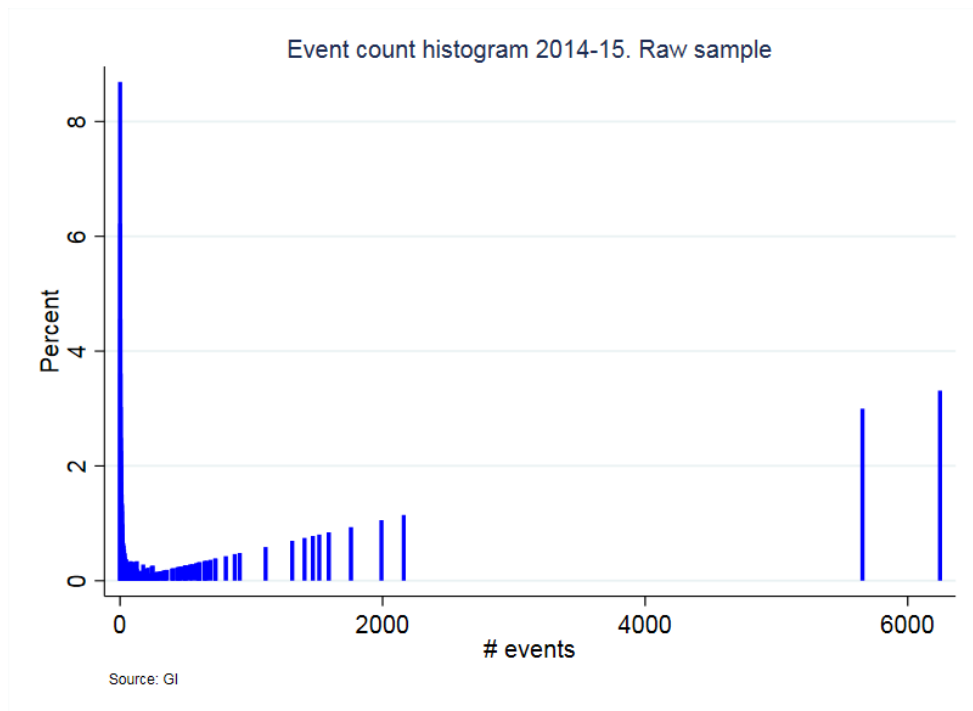 Event count histogram 2014-15. Raw sample
Percent
8
6
4
2
0
0 2000 4000 6000
# events
Source: GI